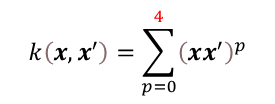 k(x, x′) = ∑_{p=0}^{4} (xx′)^p